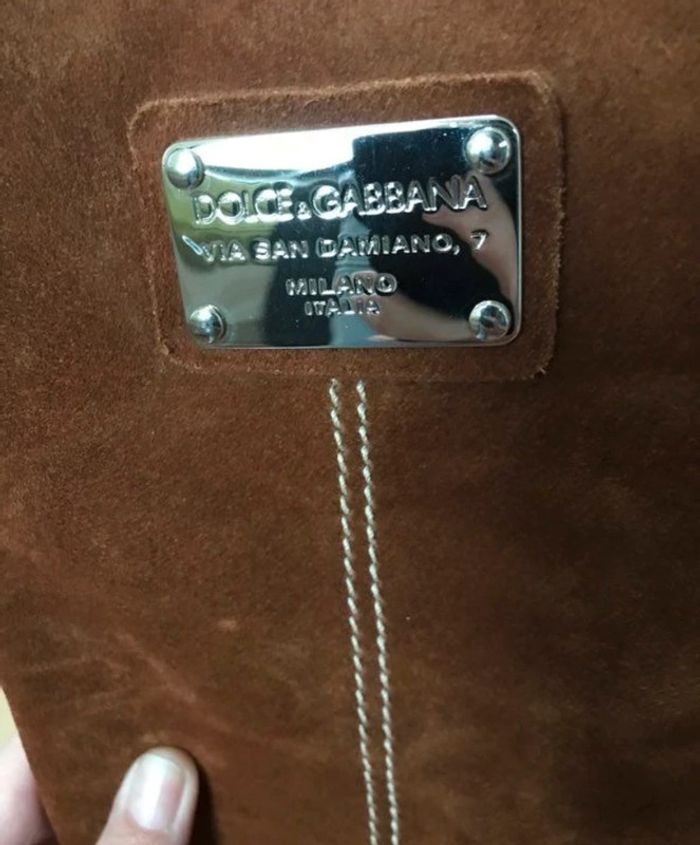 DOLCE & GABBANA
VIA SAN DAMIANO, 7
MILANO
ITALIA